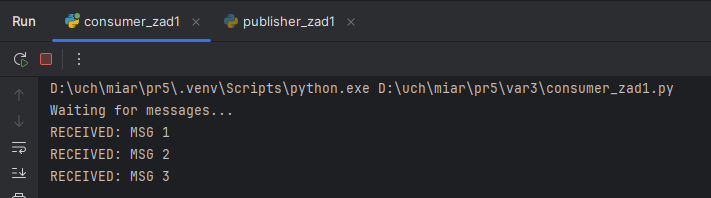 Run consumer_zad1 publisher_zad1
D:\uch\miar\pr5\.venv\Scripts\python.exe D:\uch\miar\pr5\var3\consumer_zad1.py
Waiting for messages...
RECEIVED: MSG 1
RECEIVED: MSG 2
RECEIVED: MSG 3